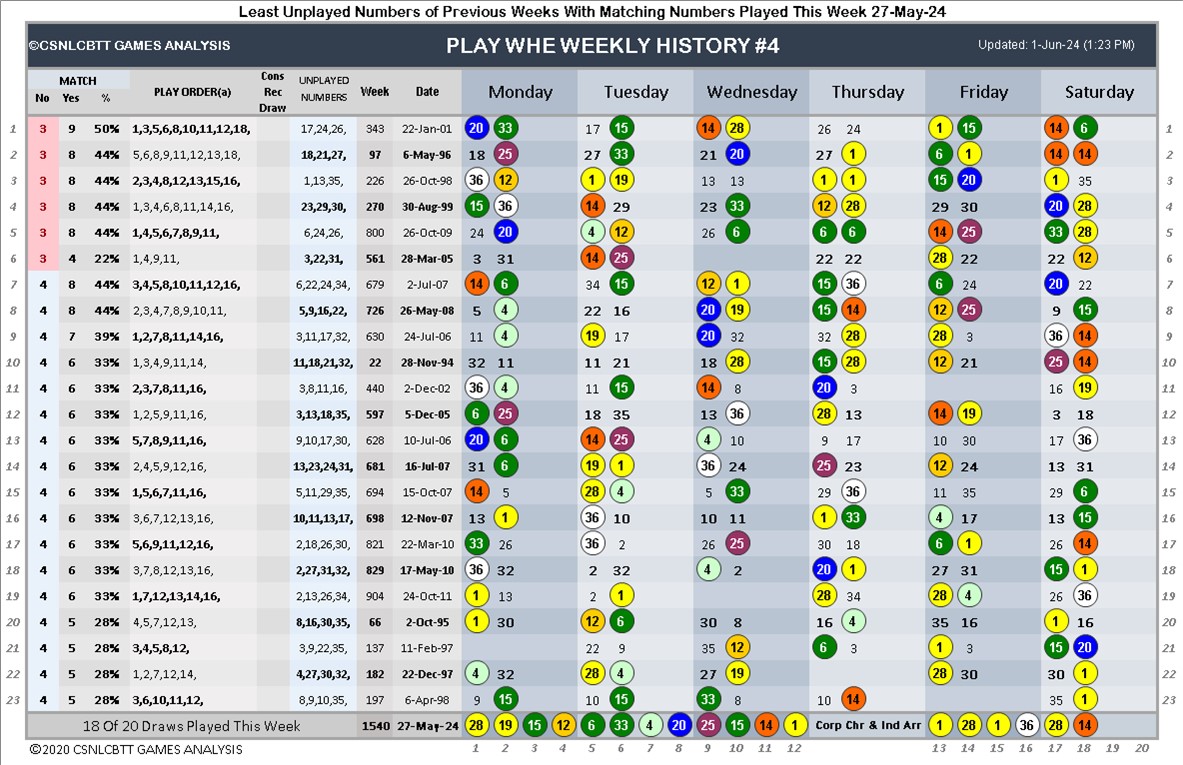 Least Unplayed Numbers of Previous Weeks With Matching Numbers Played This Week 27-May-24
©CSNLCBTT GAMES ANALYSIS PLAY WHE WEEKLY HISTORY #4 Updated: 1-Jun-24 (1:23 PM)
MATCH
No Yes % PLAY ORDER(a) Cons Rec Draw UNPLAYED NUMBERS Week Date Monday Tuesday Wednesday Thursday Friday Saturday
1 3 9 50% 1,3,5,6,8,10,11,12,18, 17,24,26, 343 22-Jan-01 20 33 17 15 14 28 26 24 1 15 14 6 1
2 3 8 44% 5,6,8,9,11,12,13,18, 18,21,27, 97 6-May-96 18 25 27 33 21 20 27 1 6 1 14 14 2
3 3 8 44% 2,3,4,8,12,13,15,16, 1,13,35, 226 26-Oct-98 36 12 1 19 13 13 1 1 15 20 1 35 3
4 3 8 44% 1,3,4,6,8,11,14,16, 23,29,30, 270 30-Aug-99 15 36 14 29 23 33 12 28 29 30 20 28 4
5 3 8 44% 1,4,5,6,7,8,9,11, 6,24,26, 800 26-Oct-09 24 20 4 12 26 6 6 6 14 25 33 28 5
6 3 4 22% 1,4,9,11, 3,22,31, 561 28-Mar-05 3 31 14 25 22 22 28 22 22 12 6
7 4 8 44% 3,4,5,8,10,11,12,16, 6,22,24,34, 679 2-Jul-07 14 6 34 15 12 1 15 36 6 24 20 22 7
8 4 8 44% 2,3,4,7,8,9,10,11, 5,9,16,22, 726 26-May-08 5 4 22 16 20 19 15 14 12 25 9 15 8
9 4 7 39% 1,2,7,8,11,14,16, 3,11,17,32, 630 24-Jul-06 11 4 19 17 20 32 32 28 28 3 36 14 9
10 4 6 33% 1,3,4,9,11,14, 11,18,21,32, 22 28-Nov-94 32 11 11 21 18 28 15 28 12 21 25 14 10
11 4 6 33% 2,3,7,8,11,16, 3,8,11,16, 440 2-Dec-02 36 4 11 15 14 8 20 3 16 19 11
12 4 6 33% 1,2,5,9,11,16, 3,13,18,35, 597 5-Dec-05 6 25 18 35 13 36 28 13 14 19 3 18 12
13 4 6 33% 5,7,8,9,11,16, 9,10,17,30, 628 10-Jul-06 20 6 14 25 4 10 9 17 10 30 17 36 13
14 4 6 33% 2,4,5,9,12,16, 13,23,24,31, 681 16-Jul-07 31 6 19 1 36 24 25 23 12 24 13 31 14
15 4 6 33% 1,5,6,7,11,16, 5,11,29,35, 694 15-Oct-07 14 5 28 4 5 33 29 36 11 35 29 6 15
16 4 6 33% 3,6,7,12,13,16, 10,11,13,17, 698 12-Nov-07 13 1 36 10 10 11 1 33 4 17 13 15 16
17 4 6 33% 5,6,9,11,12,16, 2,18,26,30, 821 22-Mar-10 33 26 36 2 26 25 30 18 6 1 26 14 17
18 4 6 33% 3,7,8,12,13,16, 2,27,31,32, 829 17-May-10 36 32 2 32 4 2 20 1 27 31 15 1 18
19 4 6 33% 1,7,12,13,14,16, 2,13,26,34, 904 24-Oct-11 1 13 2 1 28 34 28 4 26 36 19
20 4 5 28% 4,5,7,12,13, 8,16,30,35, 66 2-Oct-95 1 30 12 6 30 8 16 4 35 16 1 16 20
21 4 5 28% 3,4,5,8,12, 3,9,22,35, 137 11-Feb-97 22 9 35 12 6 3 1 3 15 20 21
22 4 5 28% 1,2,7,12,14, 4,27,30,32, 182 22-Dec-97 4 32 28 4 27 19 28 30 30 1 22
23 4 5 28% 3,6,10,11,12, 8,9,10,35, 197 6-Apr-98 9 15 10 15 33 8 10 14 35 1 23
18 Of 20 Draws Played This Week 1540 27-May-24 28 19 15 12 6 33 4 20 25 15 14 1 Corp Chr & Ind Arr 1 28 1 36 28 14
©2020 CSNLCBTT GAMES ANALYSIS 1 2 3 4 5 6 7 8 9 10 11 12 13 14 15 16 17 18 19 20